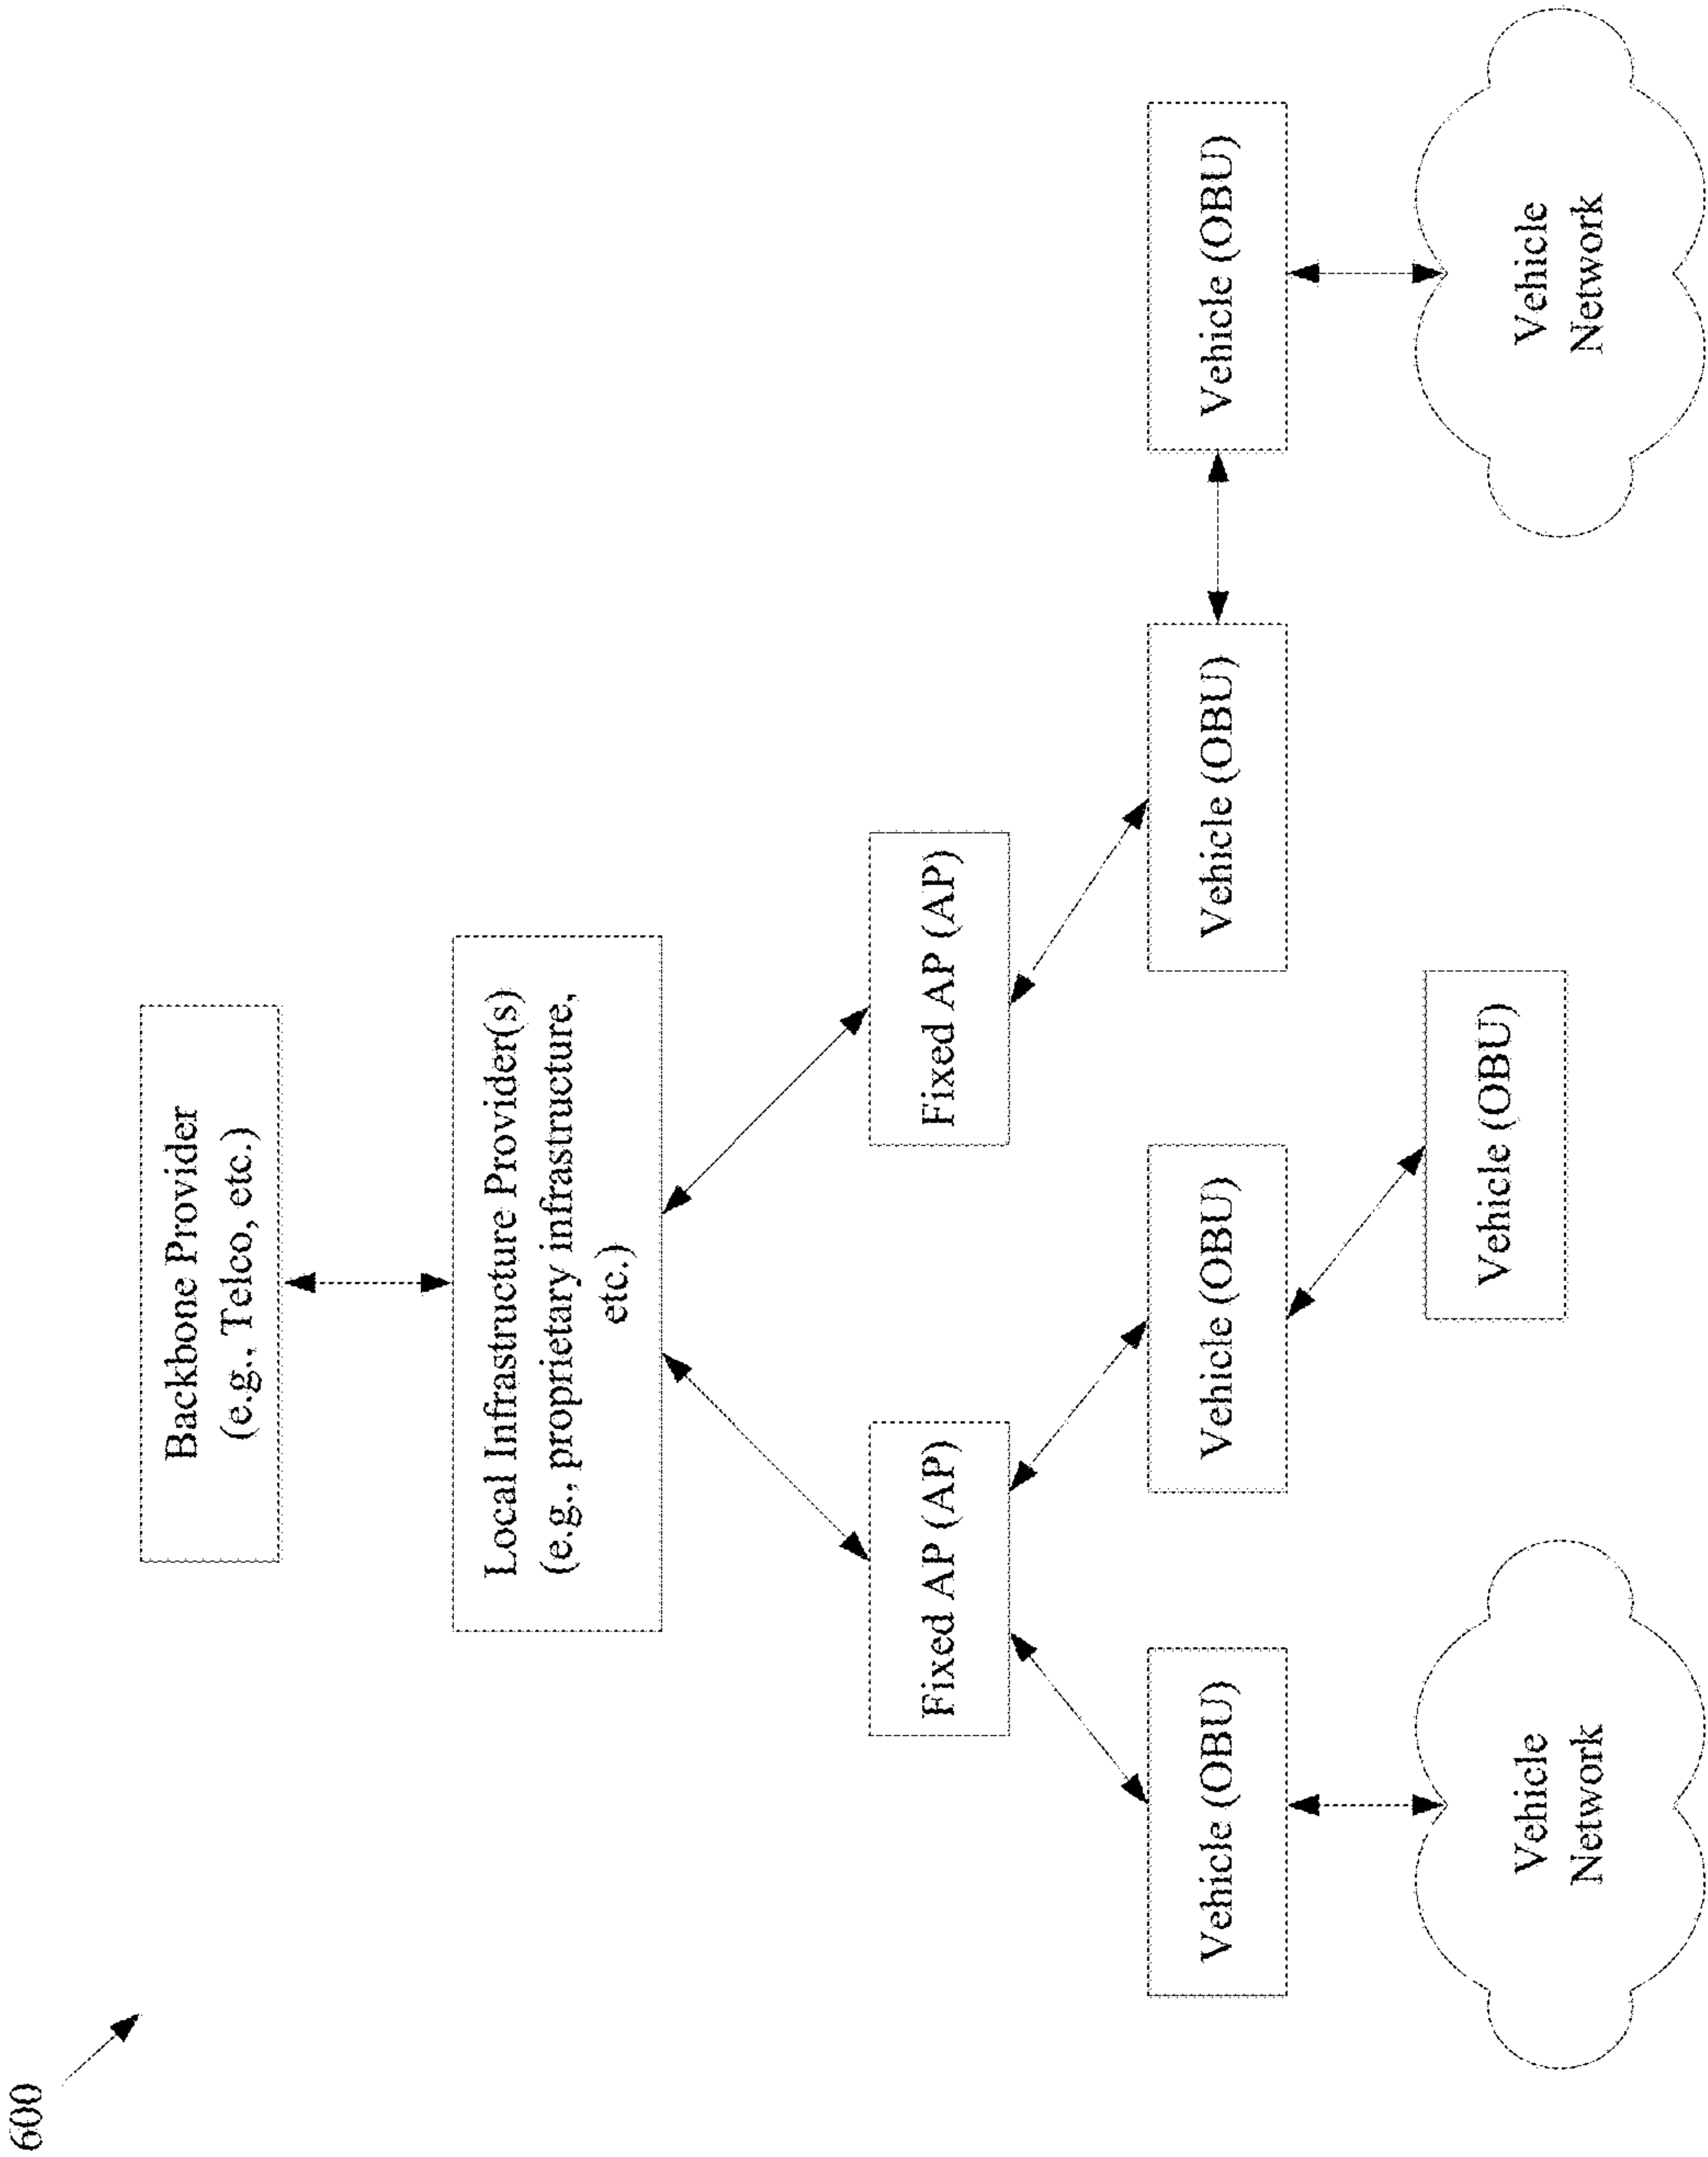 600
Backbone Provider
(e.g., Telco, etc.)
Local Infrastructure Provider(s)
(e.g., proprietary infrastructure,
etc.)
Fixed AP (AP)
Fixed AP (AP)
Vehicle (OBU)
Vehicle (OBU)
Vehicle (OBU)
Vehicle (OBU)
Vehicle
Network
Vehicle (OBU)
Vehicle
Network